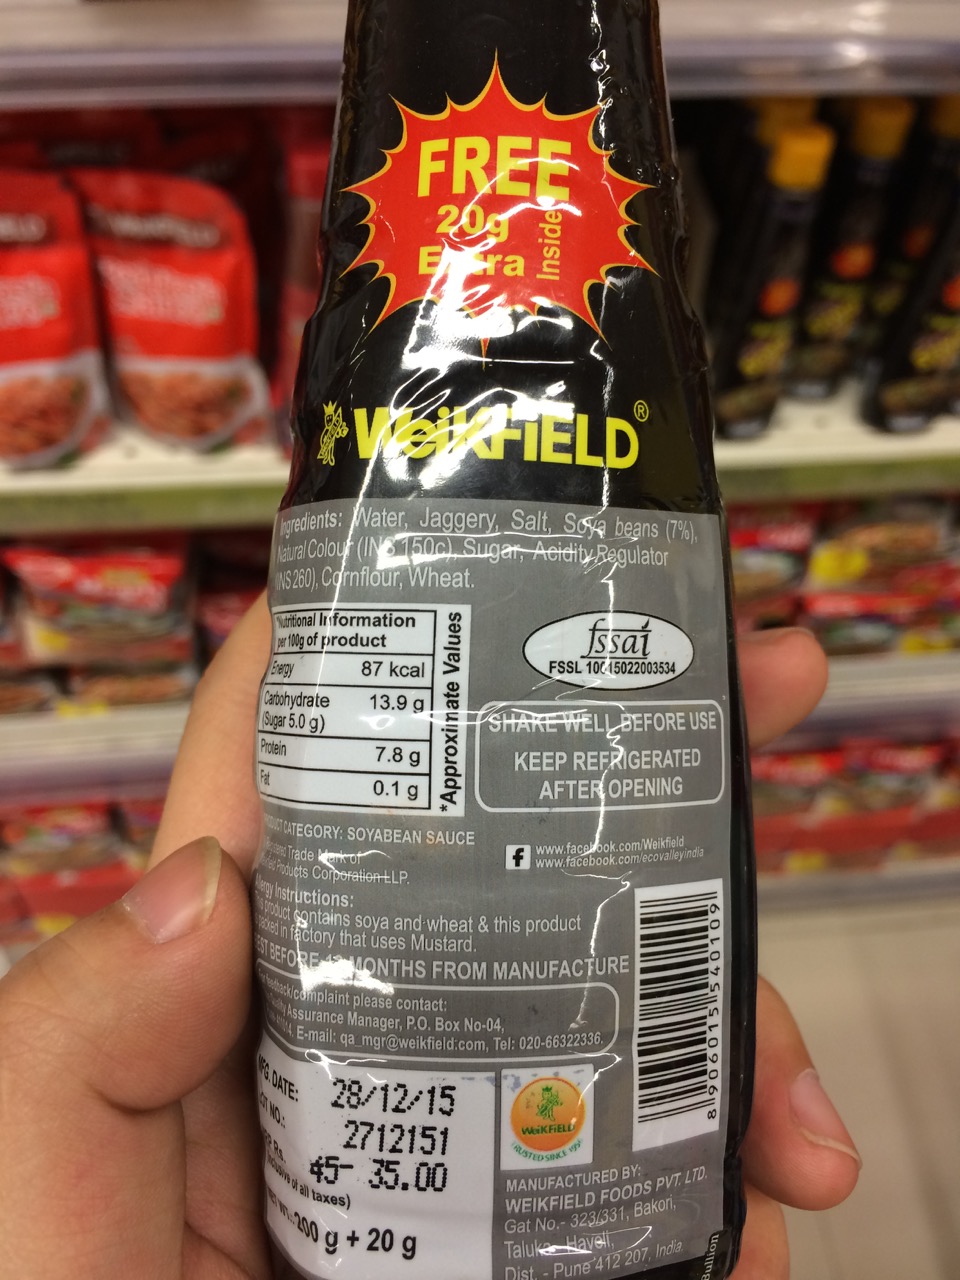 FREE
20g
Extra
Inside
WeiKFiELD®
Ingredients: Water, Jaggery, Salt, Soya beans (7%),
Natural Colour (INS 150c), Sugar, Acidity Regulator
(INS 260), Cornflour, Wheat.
*Nutritional Information
per 100g of product
Energy 87 kcal
Carbohydrate 13.9 g
(Sugar 5.0 g)
Protein 7.8 g
Fat 0.1 g
*Approximate Values
fssai
FSSL 10015022003534
SHAKE WELL BEFORE USE
KEEP REFRIGERATED
AFTER OPENING
CATEGORY: SOYABEAN SAUCE
Trade Mark of
Products Corporation LLP.
www.facebook.com/Weikfield
www.facebook.com/ecovalleyindia
Allergy Instructions:
product contains soya and wheat & this product
packed in factory that uses Mustard.
BEST BEFORE 12 MONTHS FROM MANUFACTURE
feedback/complaint please contact:
Quality Assurance Manager, P.O. Box No-04,
E-mail: qa_mgr@weikfield.com, Tel: 020-66322336.
MFG. DATE: 28/12/15
LOT NO.: 2712151
Rs. 45- 35.00
(Inclusive of all taxes)
NET WT.: 200 g + 20 g
WeiKFiELD
TRUSTED SINCE 1956
8906015540109
MANUFACTURED BY:
WEIKFIELD FOODS PVT. LTD.
Gat No.- 323/331, Bakori,
Taluka - Haveli,
Dist. - Pune 412 207, India.
Bullion